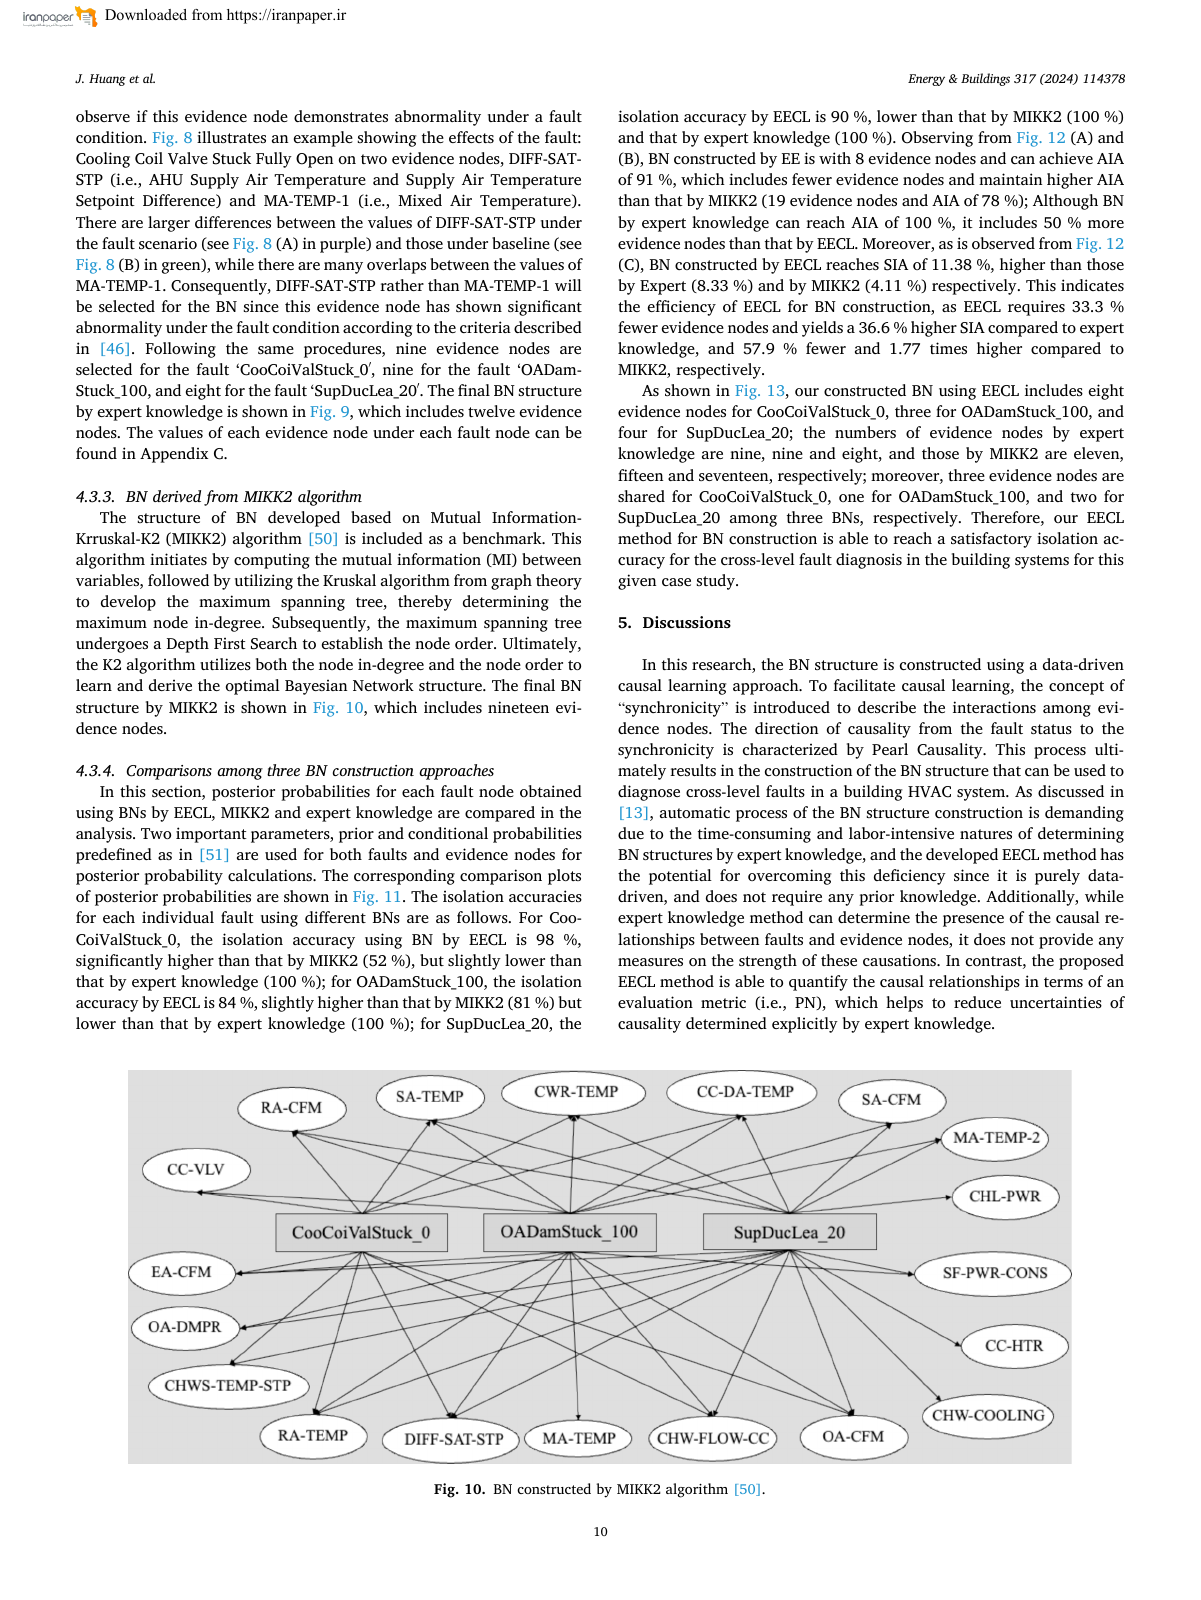 iranpaper
Downloaded from https://iranpaper.ir
J. Huang et al.
Energy & Buildings 317 (2024) 114378
observe if this evidence node demonstrates abnormality under a fault
condition. Fig. 8 illustrates an example showing the effects of the fault:
Cooling Coil Valve Stuck Fully Open on two evidence nodes, DIFF-SAT-
STP (i.e., AHU Supply Air Temperature and Supply Air Temperature
Setpoint Difference) and MA-TEMP-1 (i.e., Mixed Air Temperature).
There are larger differences between the values of DIFF-SAT-STP under
the fault scenario (see Fig. 8 (A) in purple) and those under baseline (see
Fig. 8 (B) in green), while there are many overlaps between the values of
MA-TEMP-1. Consequently, DIFF-SAT-STP rather than MA-TEMP-1 will
be selected for the BN since this evidence node has shown significant
abnormality under the fault condition according to the criteria described
in [46]. Following the same procedures, nine evidence nodes are
selected for the fault ‘CooCoiValStuck_0′, nine for the fault ‘OADam-
Stuck_100, and eight for the fault ‘SupDucLea_20′. The final BN structure
by expert knowledge is shown in Fig. 9, which includes twelve evidence
nodes. The values of each evidence node under each fault node can be
found in Appendix C.
4.3.3. BN derived from MIKK2 algorithm
The structure of BN developed based on Mutual Information-
Krruskal-K2 (MIKK2) algorithm [50] is included as a benchmark. This
algorithm initiates by computing the mutual information (MI) between
variables, followed by utilizing the Kruskal algorithm from graph theory
to develop the maximum spanning tree, thereby determining the
maximum node in-degree. Subsequently, the maximum spanning tree
undergoes a Depth First Search to establish the node order. Ultimately,
the K2 algorithm utilizes both the node in-degree and the node order to
learn and derive the optimal Bayesian Network structure. The final BN
structure by MIKK2 is shown in Fig. 10, which includes nineteen evi-
dence nodes.
4.3.4. Comparisons among three BN construction approaches
In this section, posterior probabilities for each fault node obtained
using BNs by EECL, MIKK2 and expert knowledge are compared in the
analysis. Two important parameters, prior and conditional probabilities
predefined as in [51] are used for both faults and evidence nodes for
posterior probability calculations. The corresponding comparison plots
of posterior probabilities are shown in Fig. 11. The isolation accuracies
for each individual fault using different BNs are as follows. For Coo-
CoiValStuck_0, the isolation accuracy using BN by EECL is 98 %,
significantly higher than that by MIKK2 (52 %), but slightly lower than
that by expert knowledge (100 %); for OADamStuck_100, the isolation
accuracy by EECL is 84 %, slightly higher than that by MIKK2 (81 %) but
lower than that by expert knowledge (100 %); for SupDucLea_20, the
isolation accuracy by EECL is 90 %, lower than that by MIKK2 (100 %)
and that by expert knowledge (100 %). Observing from Fig. 12 (A) and
(B), BN constructed by EE is with 8 evidence nodes and can achieve AIA
of 91 %, which includes fewer evidence nodes and maintain higher AIA
than that by MIKK2 (19 evidence nodes and AIA of 78 %); Although BN
by expert knowledge can reach AIA of 100 %, it includes 50 % more
evidence nodes than that by EECL. Moreover, as is observed from Fig. 12
(C), BN constructed by EECL reaches SIA of 11.38 %, higher than those
by Expert (8.33 %) and by MIKK2 (4.11 %) respectively. This indicates
the efficiency of EECL for BN construction, as EECL requires 33.3 %
fewer evidence nodes and yields a 36.6 % higher SIA compared to expert
knowledge, and 57.9 % fewer and 1.77 times higher compared to
MIKK2, respectively.
As shown in Fig. 13, our constructed BN using EECL includes eight
evidence nodes for CooCoiValStuck_0, three for OADamStuck_100, and
four for SupDucLea_20; the numbers of evidence nodes by expert
knowledge are nine, nine and eight, and those by MIKK2 are eleven,
fifteen and seventeen, respectively; moreover, three evidence nodes are
shared for CooCoiValStuck_0, one for OADamStuck_100, and two for
SupDucLea_20 among three BNs, respectively. Therefore, our EECL
method for BN construction is able to reach a satisfactory isolation ac-
curacy for the cross-level fault diagnosis in the building systems for this
given case study.
5. Discussions
In this research, the BN structure is constructed using a data-driven
causal learning approach. To facilitate causal learning, the concept of
“synchronicity” is introduced to describe the interactions among evi-
dence nodes. The direction of causality from the fault status to the
synchronicity is characterized by Pearl Causality. This process ulti-
mately results in the construction of the BN structure that can be used to
diagnose cross-level faults in a building HVAC system. As discussed in
[13], automatic process of the BN structure construction is demanding
due to the time-consuming and labor-intensive natures of determining
BN structures by expert knowledge, and the developed EECL method has
the potential for overcoming this deficiency since it is purely data-
driven, and does not require any prior knowledge. Additionally, while
expert knowledge method can determine the presence of the causal re-
lationships between faults and evidence nodes, it does not provide any
measures on the strength of these causations. In contrast, the proposed
EECL method is able to quantify the causal relationships in terms of an
evaluation metric (i.e., PN), which helps to reduce uncertainties of
causality determined explicitly by expert knowledge.
RA-CFM
SA-TEMP
CWR-TEMP
CC-DA-TEMP
SA-CFM
MA-TEMP-2
CC-VLV
CHL-PWR
CooCoiValStuck_0
OADamStuck_100
SupDucLea_20
EA-CFM
SF-PWR-CONS
OA-DMPR
CC-HTR
CHWS-TEMP-STP
CHW-COOLING
RA-TEMP
DIFF-SAT-STP
MA-TEMP
CHW-FLOW-CC
OA-CFM
Fig. 10. BN constructed by MIKK2 algorithm [50].
10